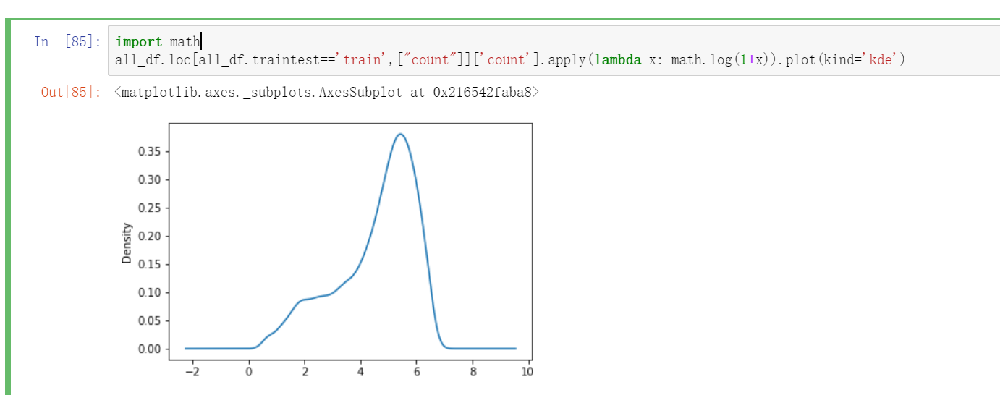 In [85]:
import math
all_df.loc[all_df.traintest=='train',["count"]]['count'].apply(lambda x: math.log(1+x)).plot(kind='kde')
Out[85]: <matplotlib.axes._subplots.AxesSubplot at 0x216542faba8>
0.35
0.30
0.25
0.20
0.15
0.10
0.05
0.00
Density
−2 0 2 4 6 8 10